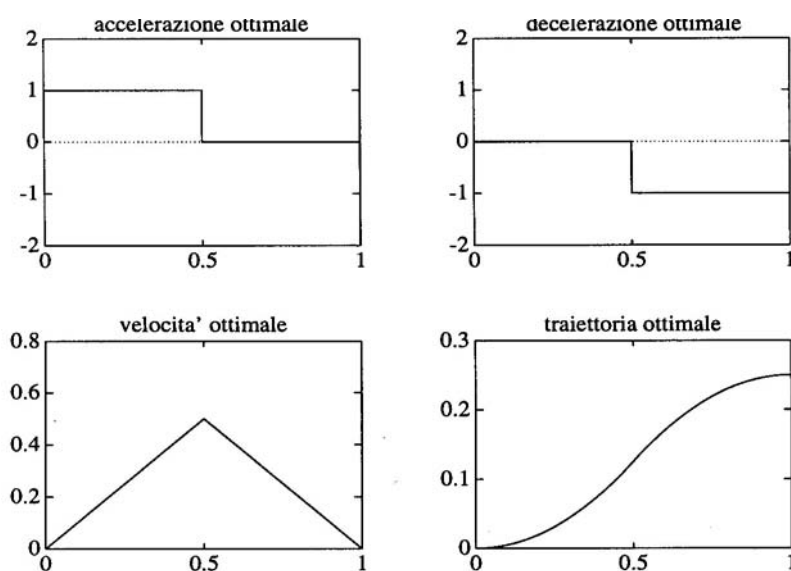 accelerazione ottimale
2
1
0
-1
-2
0 0.5 1
decelerazione ottimale
2
1
0
-1
-2
0 0.5 1
velocita' ottimale
0.8
0.6
0.4
0.2
0
0 0.5 1
traiettoria ottimale
0.3
0.2
0.1
0
0 0.5 1